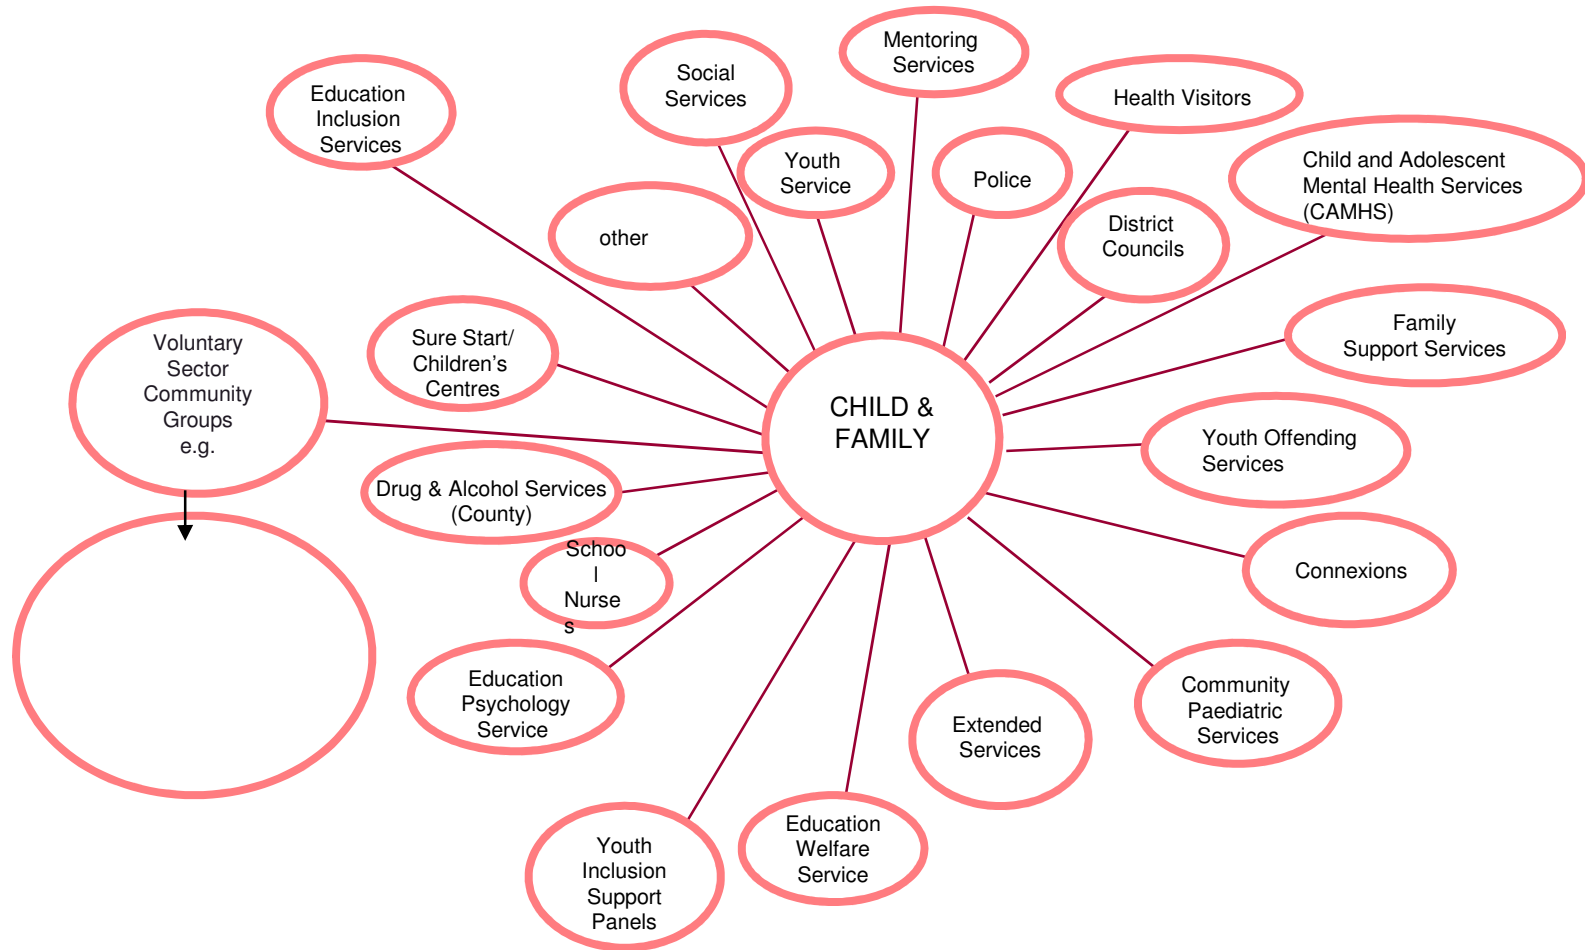 Mentoring
Services
Social
Services
Education
Inclusion
Services
Health Visitors
Youth
Service
Police
Child and Adolescent
Mental Health Services
(CAMHS)
other
District
Councils
Voluntary
Sector
Community
Groups
e.g.
Sure Start/
Children’s
Centres
Family
Support Services
CHILD &
FAMILY
Youth Offending
Services
Drug & Alcohol Services
(County)
Schoo
l
Nurse
s
Connexions
Education
Psychology
Service
Community
Paediatric
Services
Extended
Services
Youth
Inclusion
Support
Panels
Education
Welfare
Service